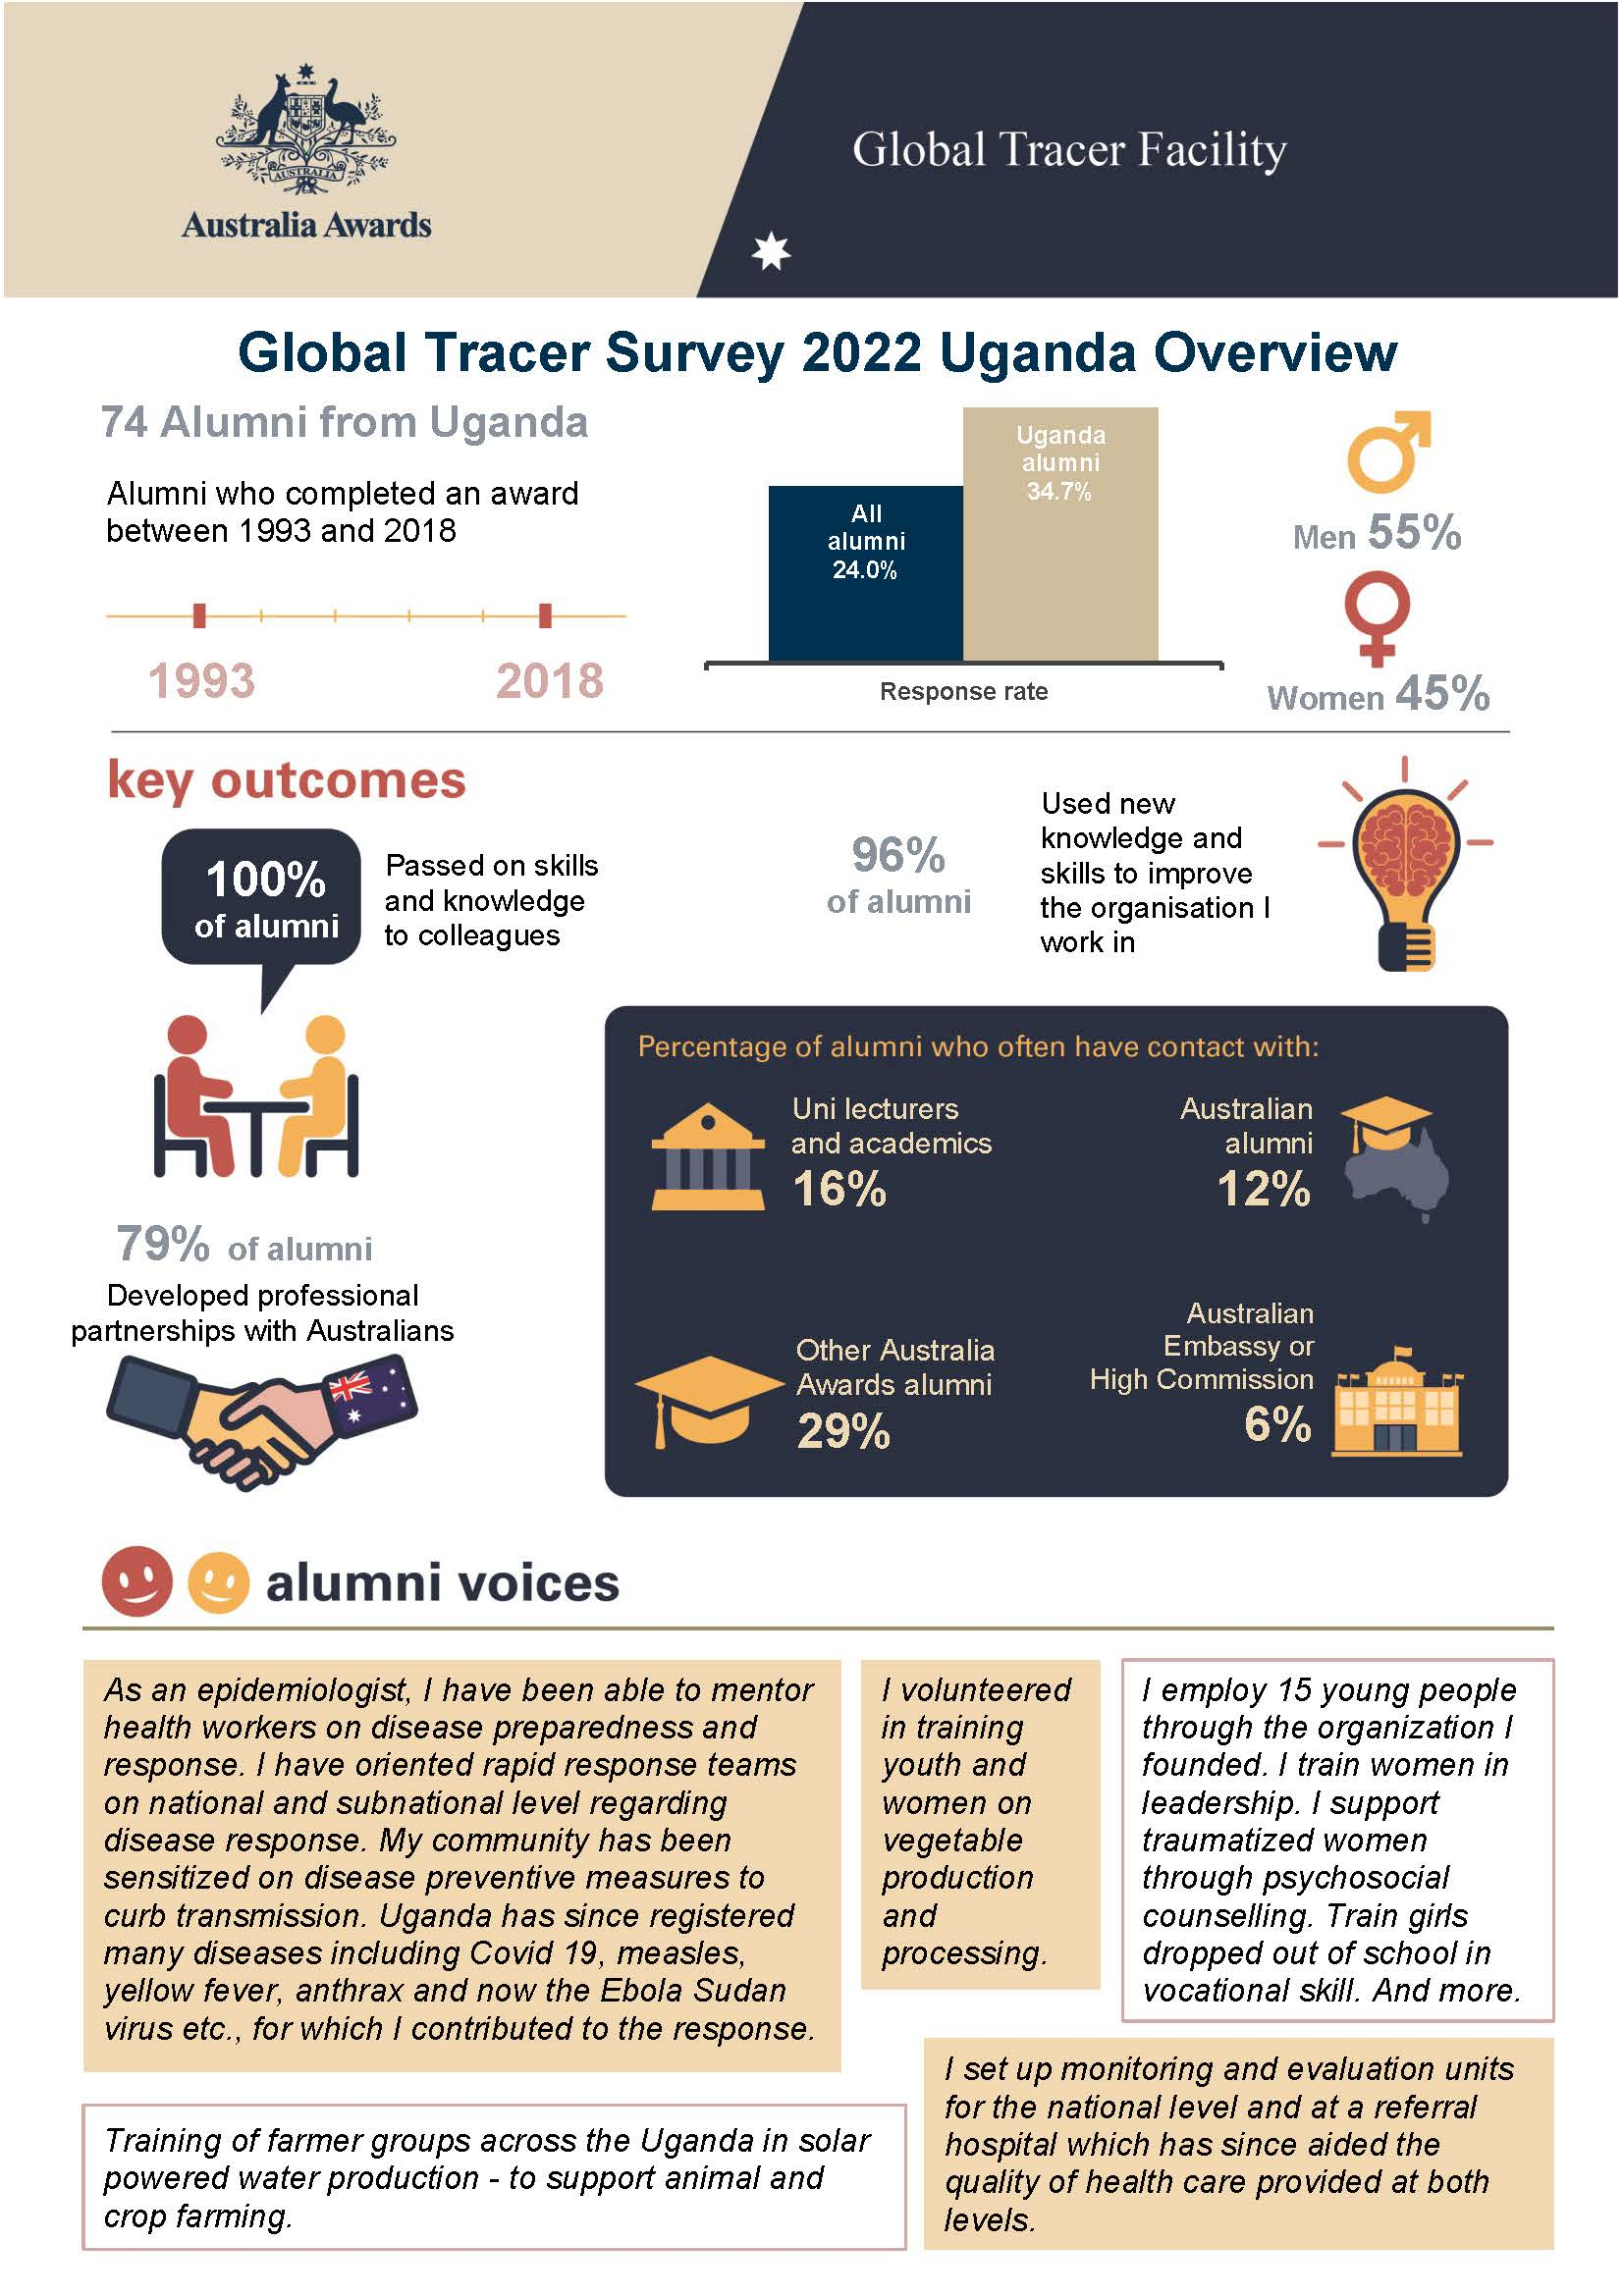 AUSTRALIA
Australia Awards
Global Tracer Facility
Global Tracer Survey 2022 Uganda Overview
74 Alumni from Uganda
Alumni who completed an award
between 1993 and 2018
1993
2018
All
alumni
24.0%
Uganda
alumni
34.7%
Response rate
Men 55%
Women 45%
key outcomes
100%
of alumni
Passed on skills
and knowledge
to colleagues
96%
of alumni
Used new
knowledge and
skills to improve
the organisation I
work in
79% of alumni
Developed professional
partnerships with Australians
Percentage of alumni who often have contact with:
Uni lecturers
and academics
16%
Australian
alumni
12%
Other Australia
Awards alumni
29%
Australian
Embassy or
High Commission
6%
alumni voices
As an epidemiologist, I have been able to mentor
health workers on disease preparedness and
response. I have oriented rapid response teams
on national and subnational level regarding
disease response. My community has been
sensitized on disease preventive measures to
curb transmission. Uganda has since registered
many diseases including Covid 19, measles,
yellow fever, anthrax and now the Ebola Sudan
virus etc., for which I contributed to the response.
I volunteered
in training
youth and
women on
vegetable
production
and
processing.
I employ 15 young people
through the organization I
founded. I train women in
leadership. I support
traumatized women
through psychosocial
counselling. Train girls
dropped out of school in
vocational skill. And more.
Training of farmer groups across the Uganda in solar
powered water production - to support animal and
crop farming.
I set up monitoring and evaluation units
for the national level and at a referral
hospital which has since aided the
quality of health care provided at both
levels.